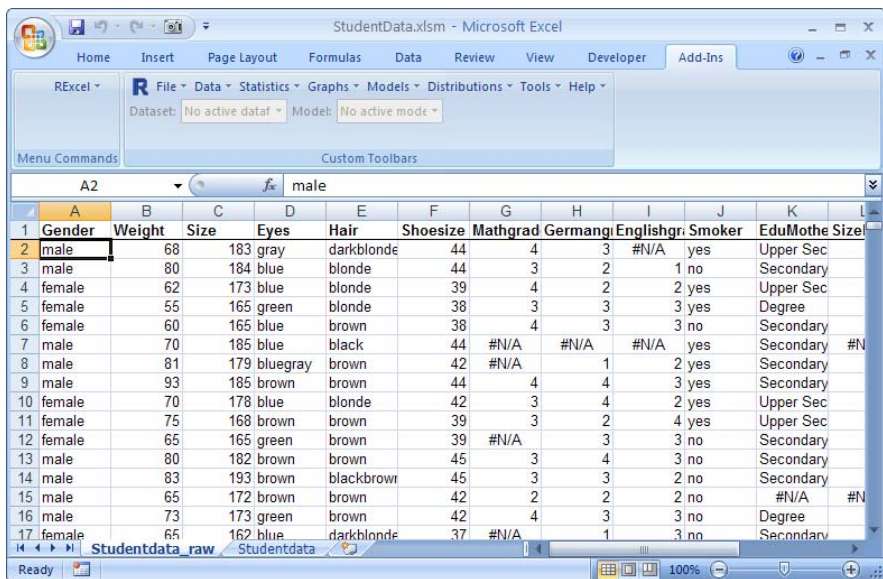 StudentData.xlsm - Microsoft Excel
Home Insert Page Layout Formulas Data Review View Developer Add-Ins
RExcel R File Data Statistics Graphs Models Distributions Tools Help
Dataset: No active dataf Model: No active mode
Menu Commands Custom Toolbars
A2 fx male
A B C D E F G H I J K L
1 Gender Weight Size Eyes Hair Shoesize Mathgrad Germangr Englishgra Smoker EduMothe Sizel
2 male 68 183 gray darkblonde 44 4 3 #N/A yes Upper Sec
3 male 80 184 blue blonde 44 3 2 1 no Secondary
4 female 62 173 blue blonde 39 4 2 2 yes Upper Sec
5 female 55 165 green blonde 38 3 3 3 yes Degree
6 female 60 165 blue brown 38 4 3 3 no Secondary
7 male 70 185 blue black 44 #N/A #N/A #N/A yes Secondary #N
8 male 81 179 bluegray brown 42 #N/A 1 2 yes Secondary
9 male 93 185 brown brown 44 4 4 3 yes Secondary
10 female 70 178 blue blonde 42 3 4 2 yes Upper Sec
11 female 75 168 brown brown 39 3 2 4 yes Upper Sec
12 female 65 165 green brown 39 #N/A 3 3 no Secondary
13 male 80 182 brown brown 45 3 4 3 no Secondary
14 male 83 193 brown blackbrowr 45 3 3 2 no Secondary
15 male 65 172 brown brown 42 2 2 2 no #N/A #N
16 male 73 173 green brown 42 4 3 3 no Degree
17 female 65 162 blue darkblonde 37 #N/A 1 3 no Secondary
Studentdata_raw Studentdata
Ready 100%